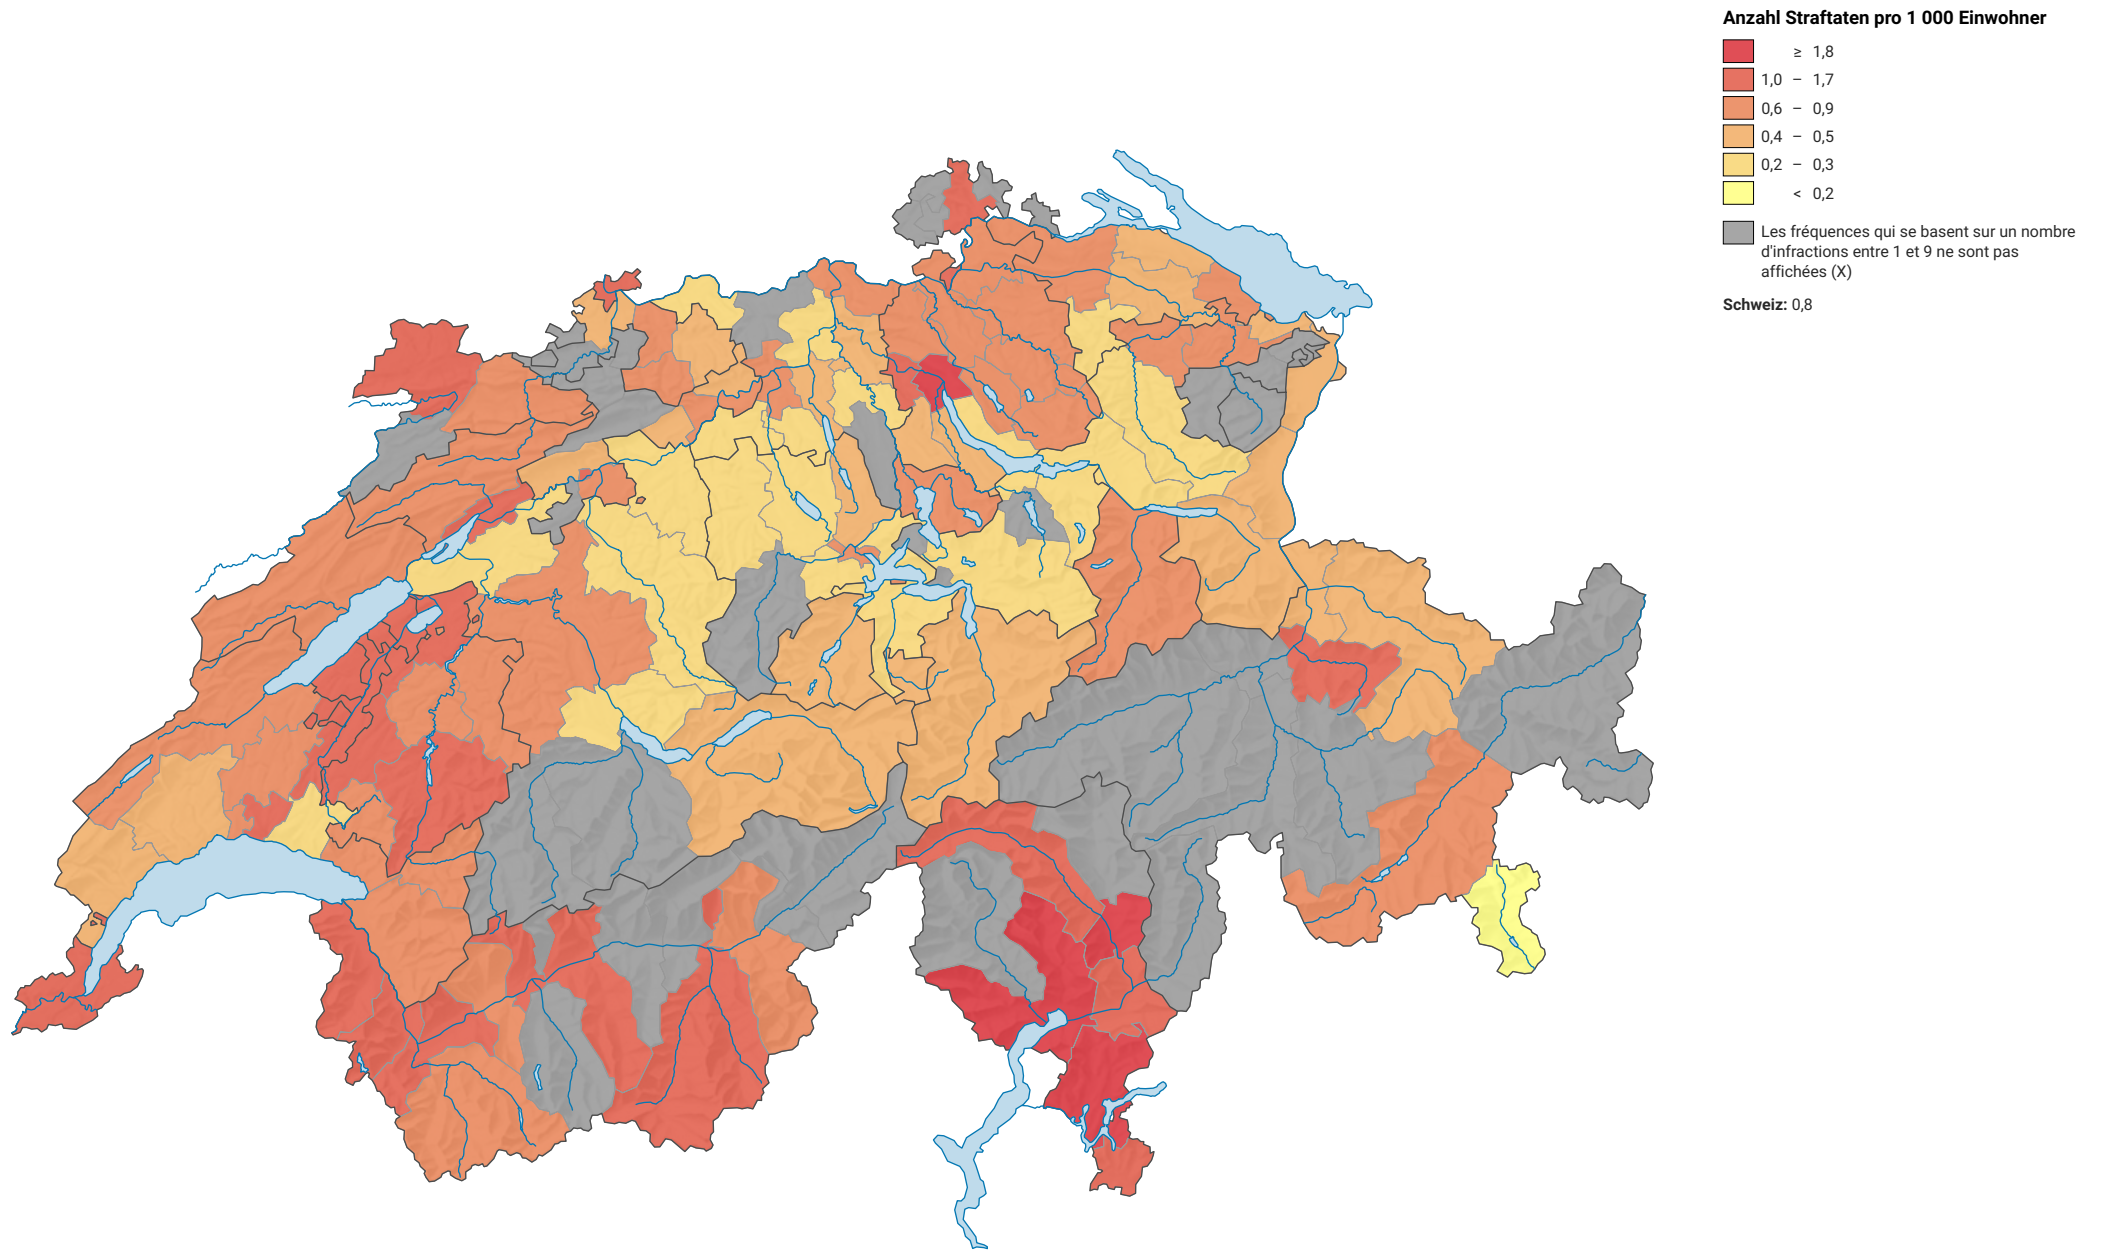 Anzahl Straftaten pro 1 000 Einwohner
≥ 1,8
1,0 – 1,7
0,6 – 0,9
0,4 – 0,5
0,2 – 0,3
< 0,2
Les fréquences qui se basent sur un nombre
d'infractions entre 1 et 9 ne sont pas
affichées (X)
Schweiz: 0,8